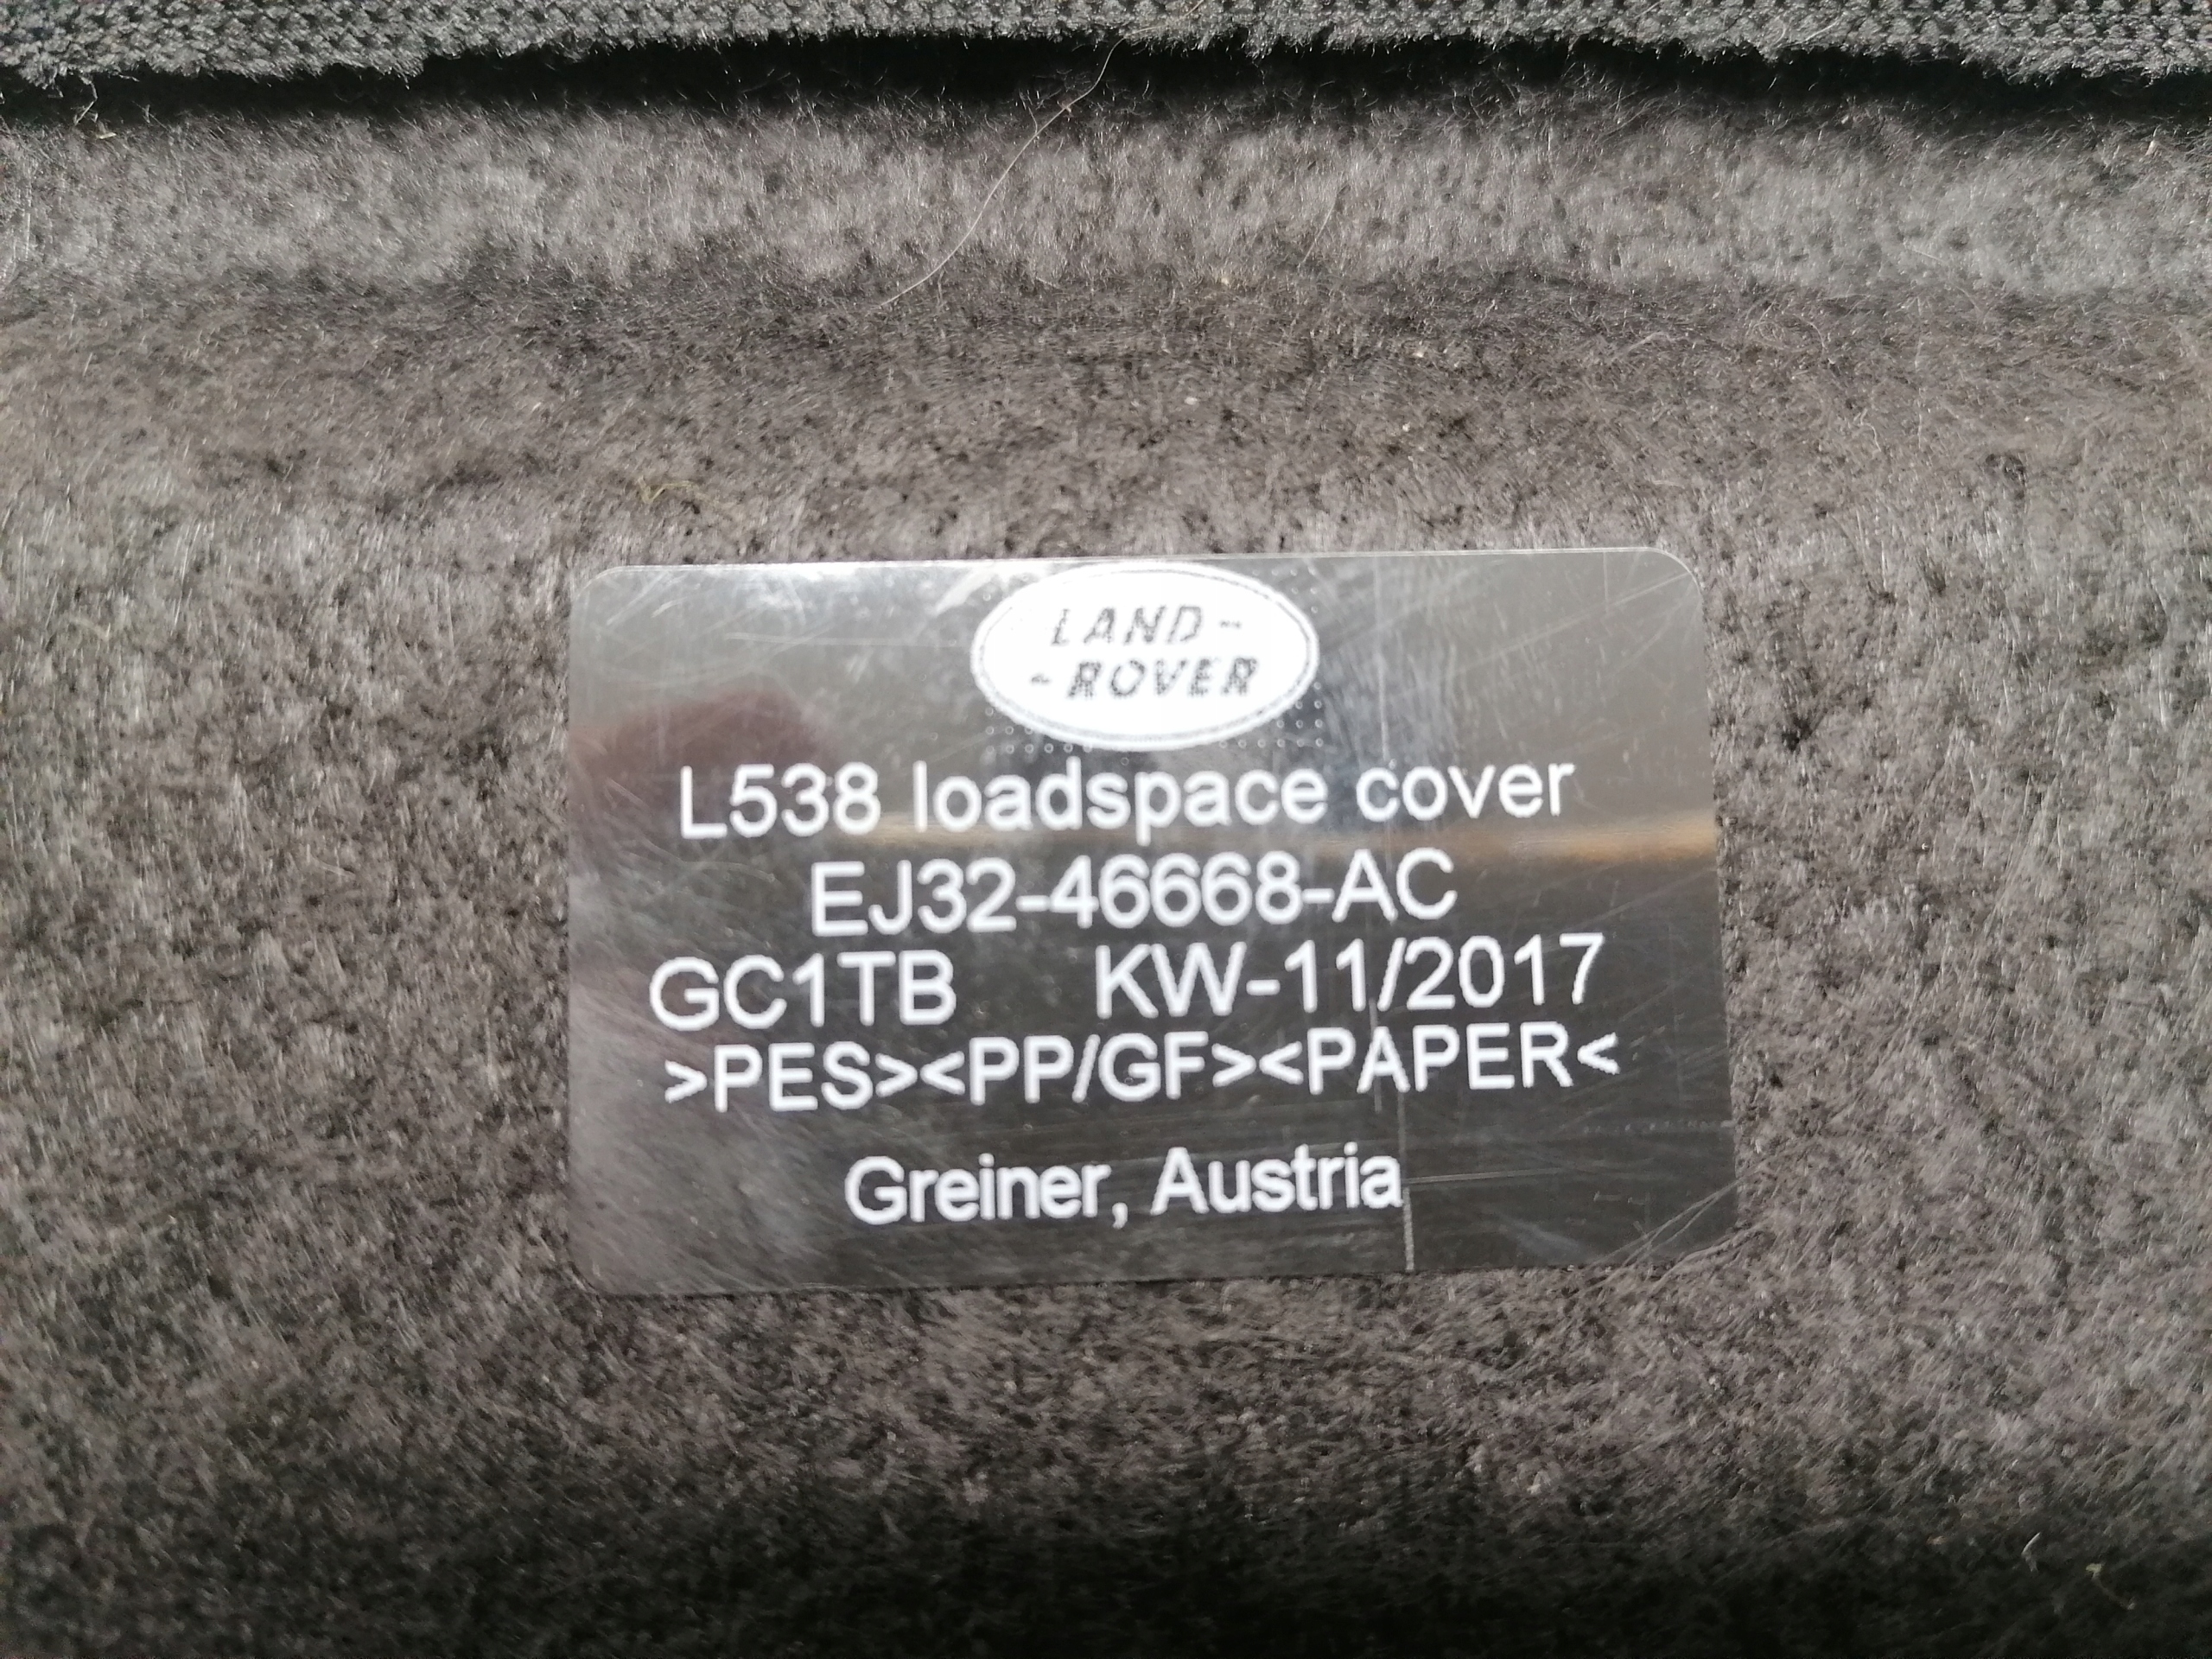 LAND -
- ROVER
L538 loadspace cover
EJ32-46668-AC
GC1TB KW-11/2017
>PES><PP/GF><PAPER<
Greiner, Austria